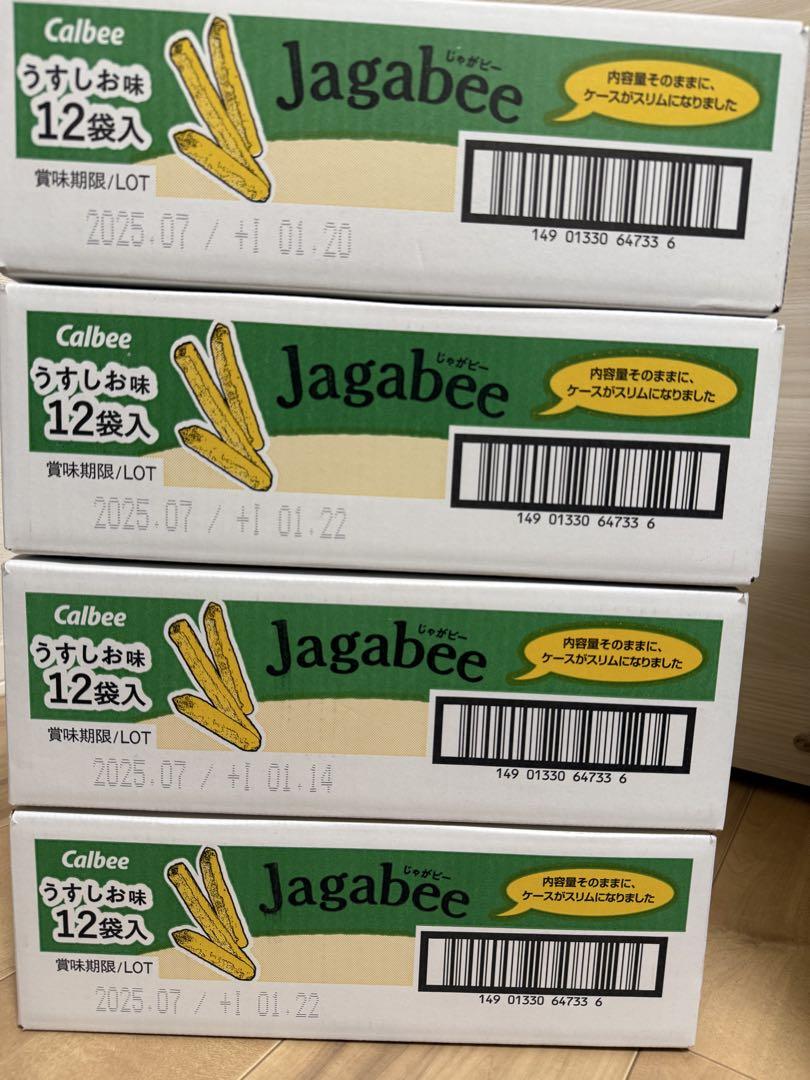 Calbee
うすしお味
12袋入
じゃがビー
Jagabee
内容量そのままに、
ケースがスリムになりました
賞味期限/LOT
2025.07 / +I 01.20
149 01330 64733 6
Calbee
うすしお味
12袋入
じゃがビー
Jagabee
内容量そのままに、
ケースがスリムになりました
賞味期限/LOT
2025.07 / +I 01.22
149 01330 64733 6
Calbee
うすしお味
12袋入
じゃがビー
Jagabee
内容量そのままに、
ケースがスリムになりました
賞味期限/LOT
2025.07 / +I 01.14
149 01330 64733 6
Calbee
うすしお味
12袋入
じゃがビー
Jagabee
内容量そのままに、
ケースがスリムになりました
賞味期限/LOT
2025.07 / +I 01.22
149 01330 64733 6